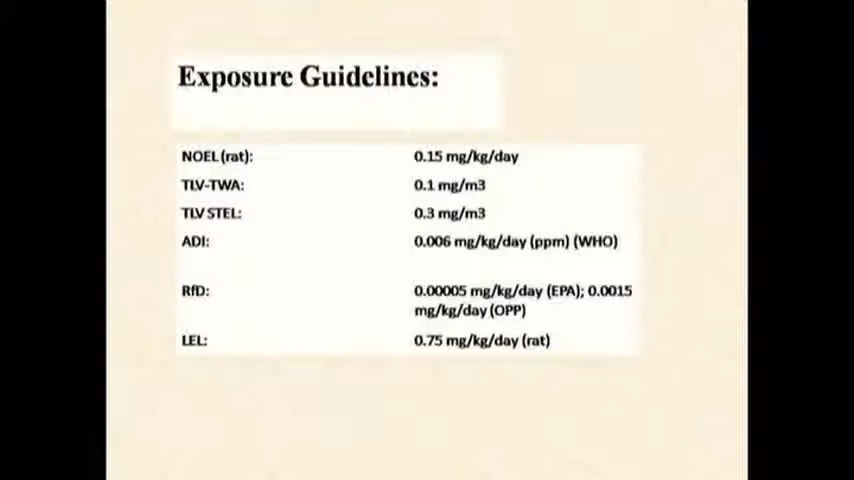 Exposure Guidelines:
NOEL (rat): 0.15 mg/kg/day
TLV-TWA: 0.1 mg/m3
TLV STEL: 0.3 mg/m3
ADI: 0.006 mg/kg/day (ppm) (WHO)
RfD: 0.00005 mg/kg/day (EPA); 0.0015
mg/kg/day (OPP)
LEL: 0.75 mg/kg/day (rat)